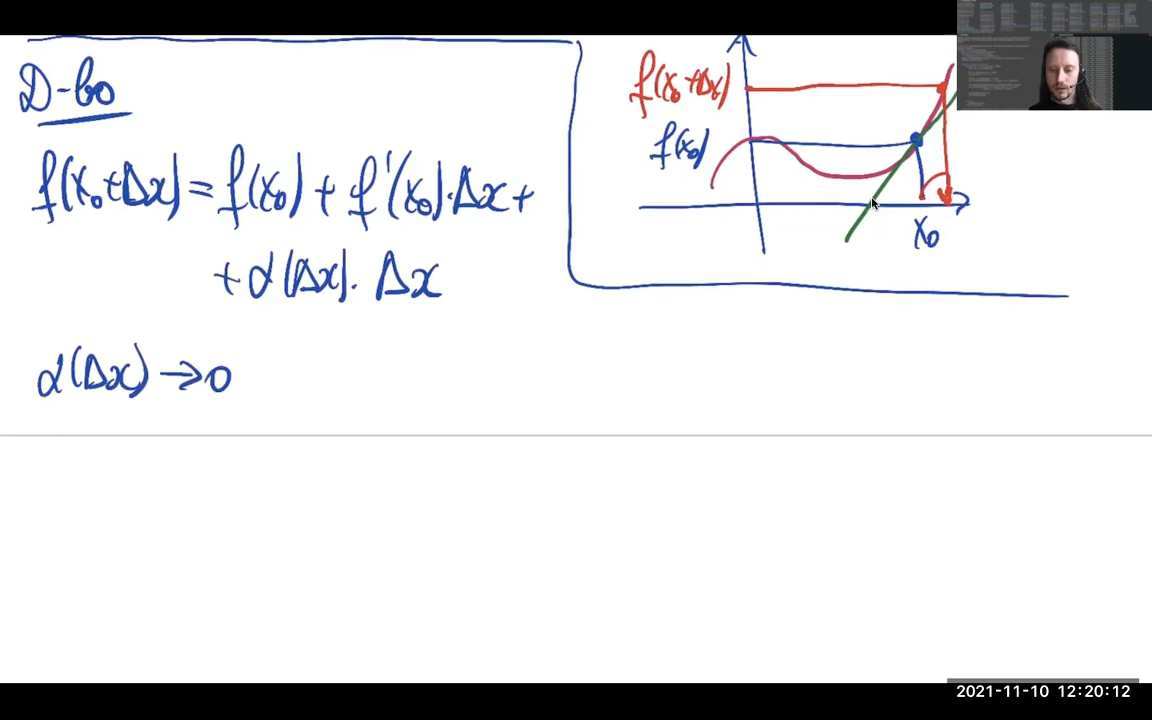 Д-во
f(x₀+Δx)=f(x₀)+f'(x₀)·Δx+
+α(Δx)·Δx
α(Δx)→0
f(x₀+Δx)
f(x₀)
x₀
2021-11-10 12:20:12